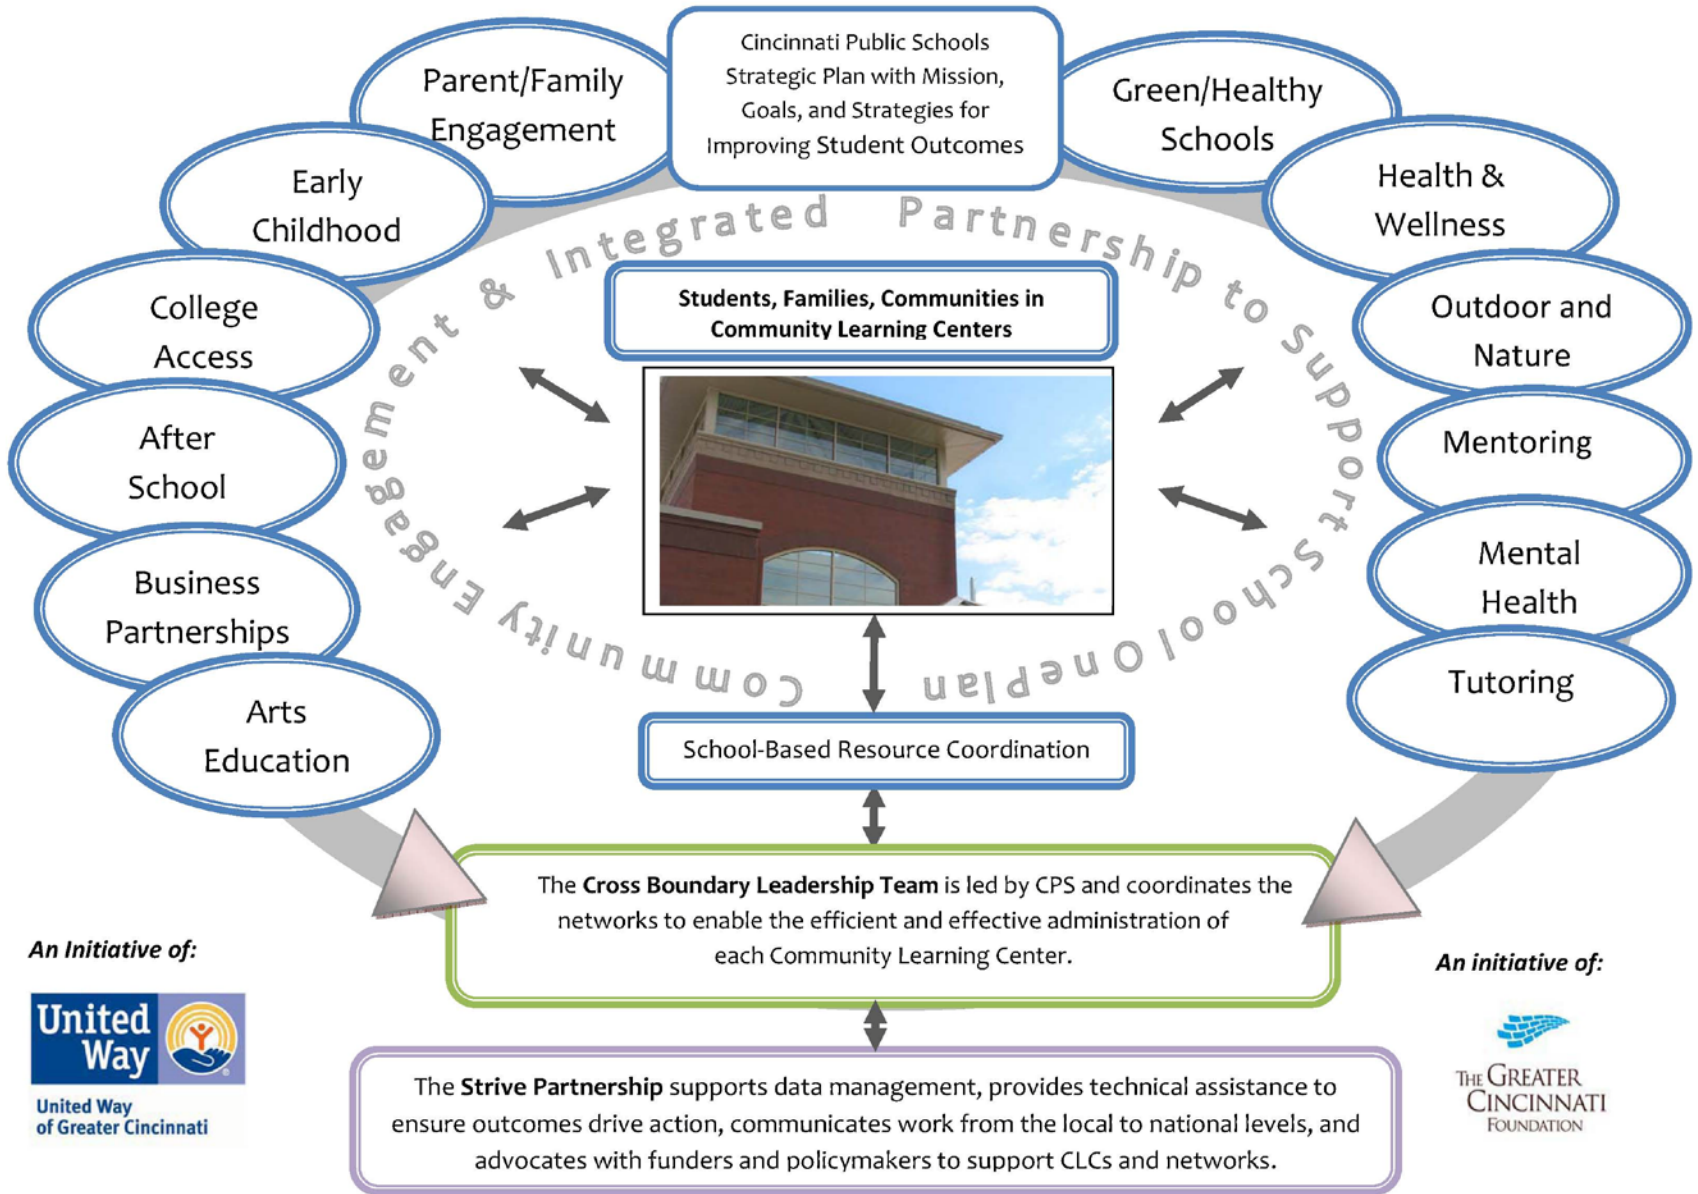 Cincinnati Public Schools
Strategic Plan with Mission,
Goals, and Strategies for
Improving Student Outcomes
Parent/Family
Engagement
Early
Childhood
College
Access
After
School
Business
Partnerships
Arts
Education
Green/Healthy
Schools
Health &
Wellness
Outdoor and
Nature
Mentoring
Mental
Health
Tutoring
Community Engagement & Integrated Partnership to Support School OnePlan
Students, Families, Communities in
Community Learning Centers
School-Based Resource Coordination
The Cross Boundary Leadership Team is led by CPS and coordinates the
networks to enable the efficient and effective administration of
each Community Learning Center.
The Strive Partnership supports data management, provides technical assistance to
ensure outcomes drive action, communicates work from the local to national levels, and
advocates with funders and policymakers to support CLCs and networks.
An Initiative of:
United
Way
United Way
of Greater Cincinnati
An initiative of:
THE GREATER
CINCINNATI
FOUNDATION